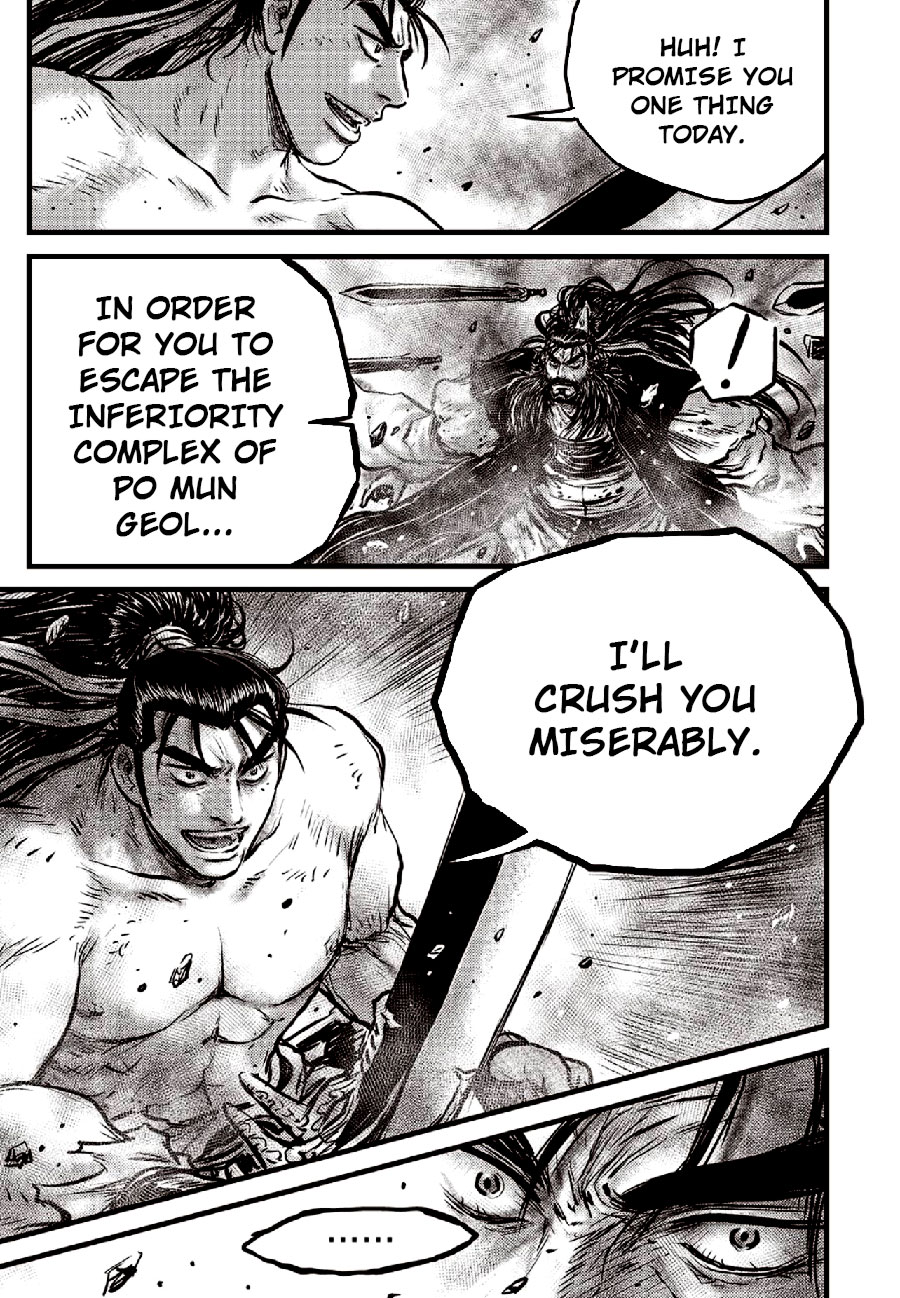 HUH! I
PROMISE YOU
ONE THING
TODAY.
IN ORDER
FOR YOU TO
ESCAPE THE
INFERIORITY
COMPLEX OF
PO MUN
GEOL...
!
I'LL
CRUSH YOU
MISERABLY.
......